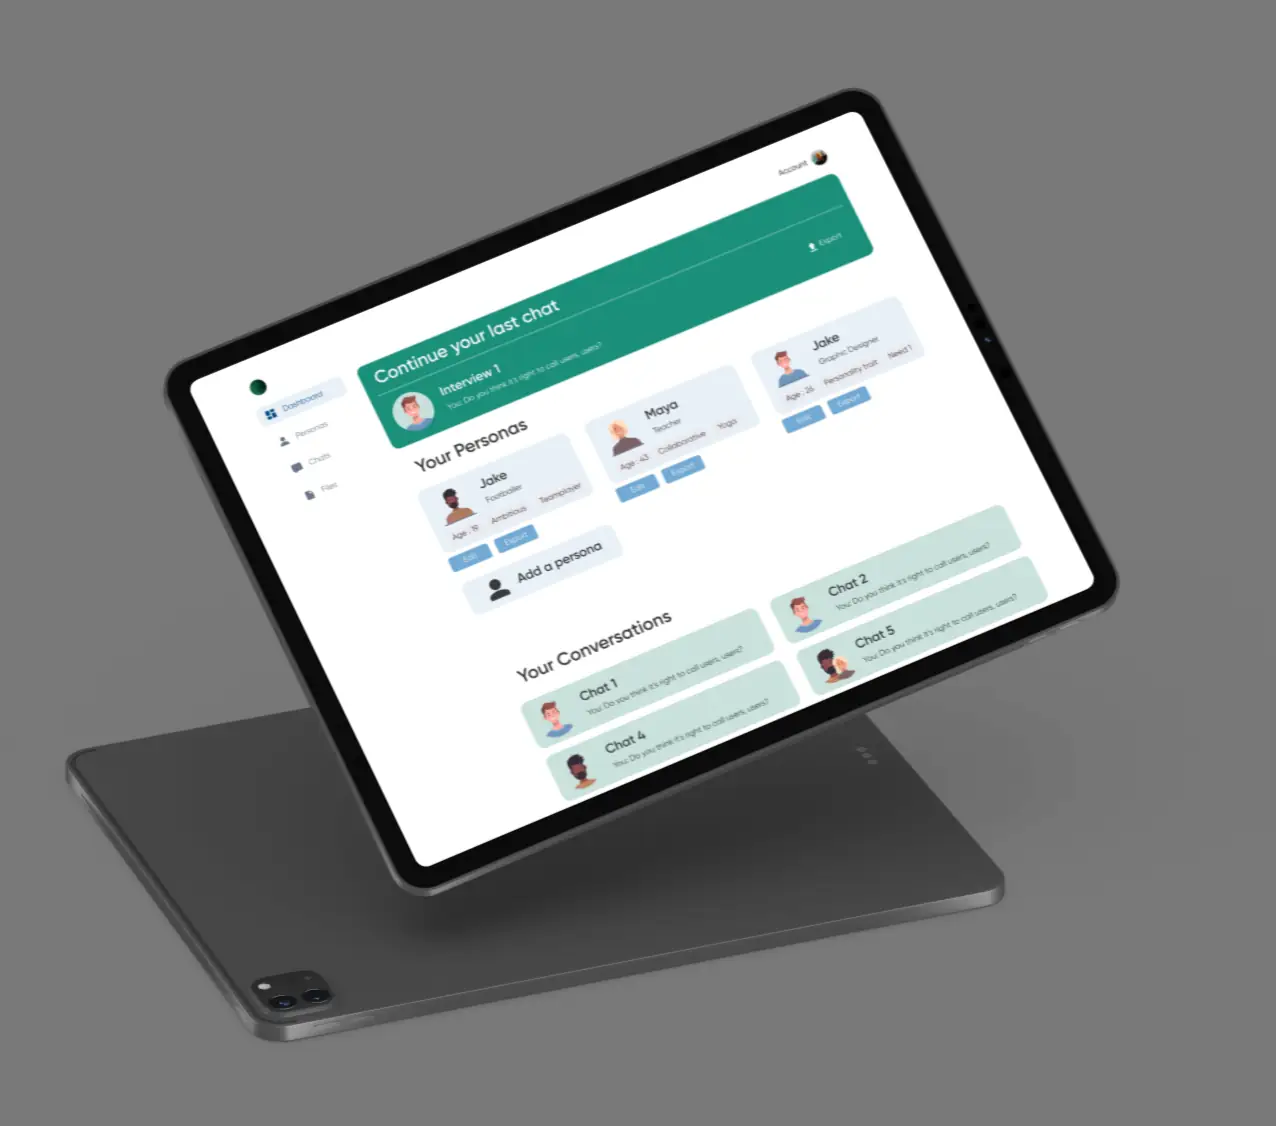 Account
Dashboard
Personas
Chats
Files
Continue your last chat
Interview 1
You: Do you think it's right to call users, users?
Export
Your Personas
Jake
Footballer
Age - 19 Ambitious Teamplayer
Edit Export
Maya
Teacher
Age - 43 Collaborative Yoga
Edit Export
Jake
Graphic Designer
Age - 26 Personality trait Need 1
Edit Export
Add a persona
Your Conversations
Chat 1
You: Do you think it's right to call users, users?
Chat 2
You: Do you think it's right to call users, users?
Chat 4
You: Do you think it's right to call users, users?
Chat 5
You: Do you think it's right to call users, users?